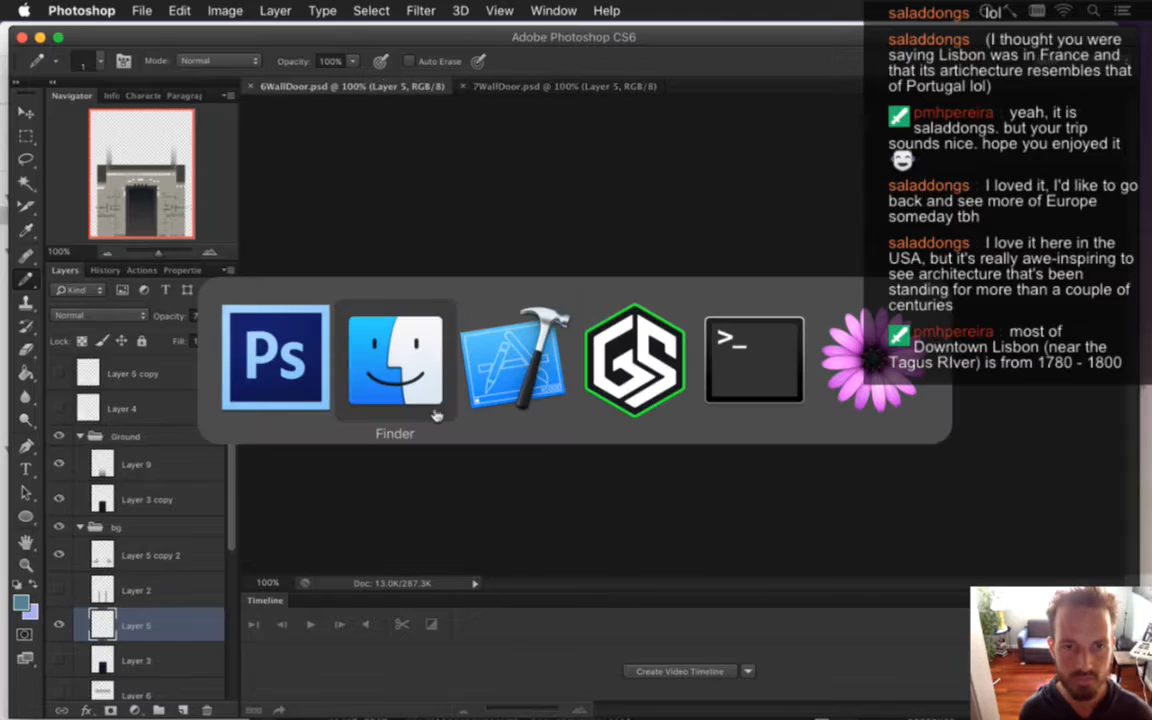 Photoshop File Edit Image Layer Type Select Filter 3D View Window Help
Adobe Photoshop CS6
1 Mode: Normal Opacity: 100% Auto Erase
6WallDoor.psd @ 100% (Layer 5, RGB/8) 7WallDoor.psd @ 100% (Layer 5, RGB/8)
Navigator Info Characte Paragraj
100%
Layers History Actions Propertie
Kind T
Normal Opacity:
Lock: Fill:
Layer 5 copy
Layer 4
Ground
Layer 9
Layer 3 copy
bg
Layer 5 copy 2
Layer 2
Layer 5
Layer 3
Layer 6
fx
Ps
GS
>_
Finder
100% Doc: 13.0K/287.3K
Timeline
Create Video Timeline
saladdongs lol
saladdongs (I thought you were
saying Lisbon was in France and
that its artichecture resembles that
of Portugal lol)
pmhpereira : yeah, it is
saladdongs. but your trip
sounds nice. hope you enjoyed it
saladdongs I loved it, I'd like to go
back and see more of Europe
someday tbh
saladdongs I love it here in the
USA, but it's really awe-inspiring to
see architecture that's been
standing for more than a couple of
centuries
pmhpereira : most of
Downtown Lisbon (near the
Tagus RIver) is from 1780 - 1800